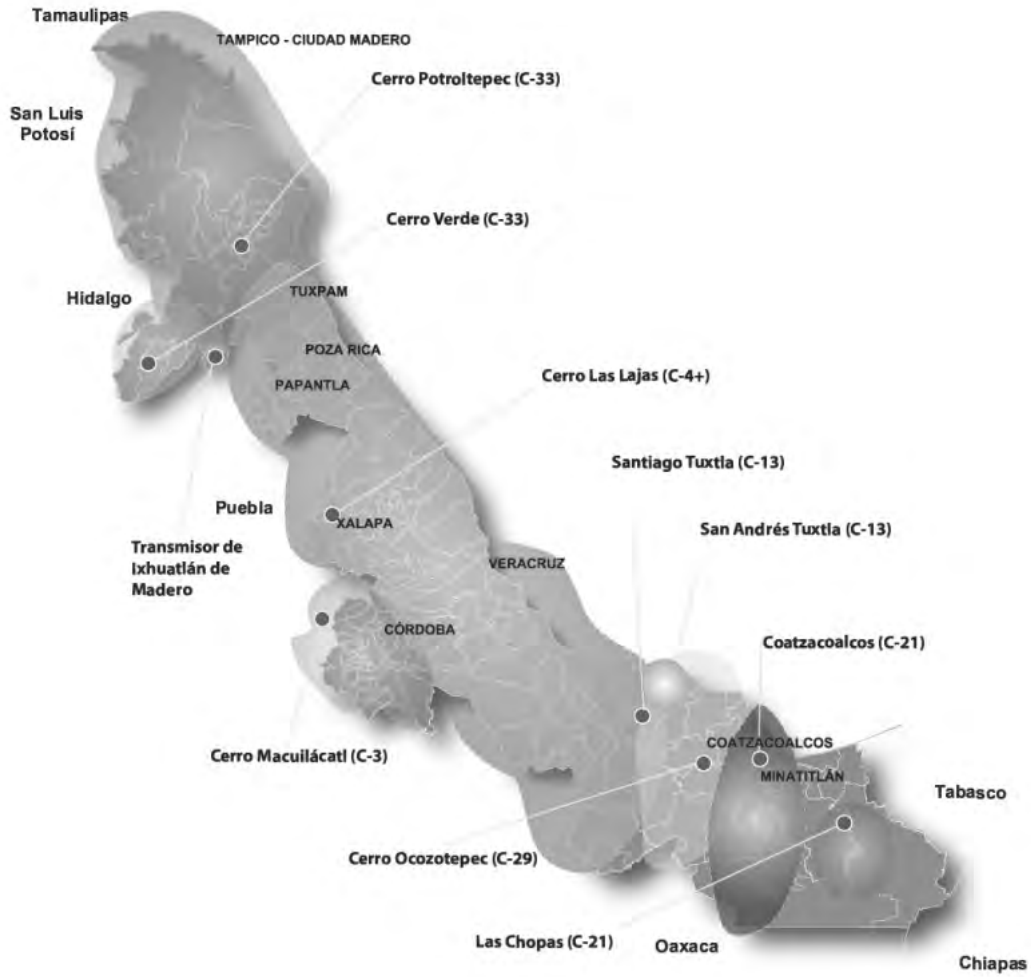 Tamaulipas
TAMPICO - CIUDAD MADERO
Cerro Potroltepec (C-33)
San Luis
Potosí
Cerro Verde (C-33)
Hidalgo
TUXPAM
POZA RICA
PAPANTLA
Cerro Las Lajas (C-4+)
Santiago Tuxtla (C-13)
Puebla
XALAPA
San Andrés Tuxtla (C-13)
Transmisor de
Ixhuatlán de
Madero
VERACRUZ
CÓRDOBA
Coatzacoalcos (C-21)
Cerro Macuilácatl (C-3)
COATZACOALCOS
MINATITLÁN
Tabasco
Cerro Ocozotepec (C-29)
Las Chopas (C-21)
Oaxaca
Chiapas